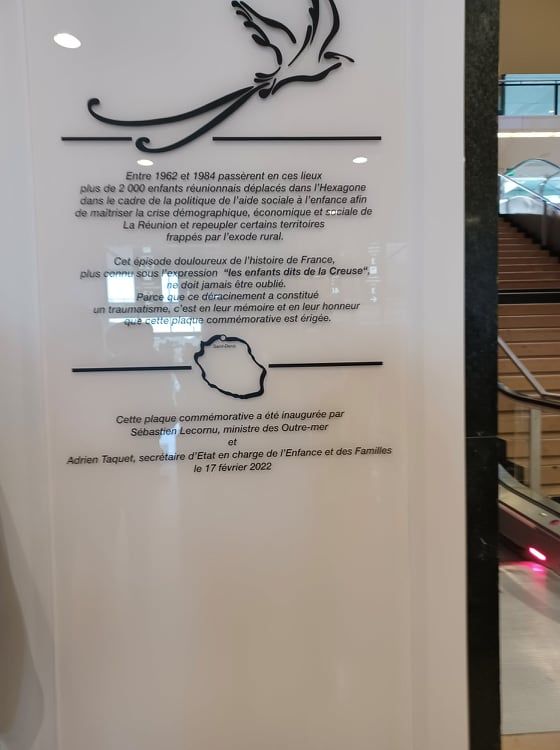 Entre 1962 et 1984 passèrent en ces lieux
plus de 2 000 enfants réunionnais déplacés dans l'Hexagone
dans le cadre de la politique de l'aide sociale à l'enfance afin
de maîtriser la crise démographique, économique et sociale de
La Réunion et repeupler certains territoires
frappés par l'exode rural.
Cet épisode douloureux de l'histoire de France,
plus connu sous l'expression "les enfants dits de la Creuse",
ne doit jamais être oublié.
Parce que ce déracinement a constitué
un traumatisme, c'est en leur mémoire et en leur honneur
que cette plaque commémorative est érigée.
Saint-Denis
Cette plaque commémorative a été inaugurée par
Sébastien Lecornu, ministre des Outre-mer
et
Adrien Taquet, secrétaire d'Etat en charge de l'Enfance et des Familles
le 17 février 2022